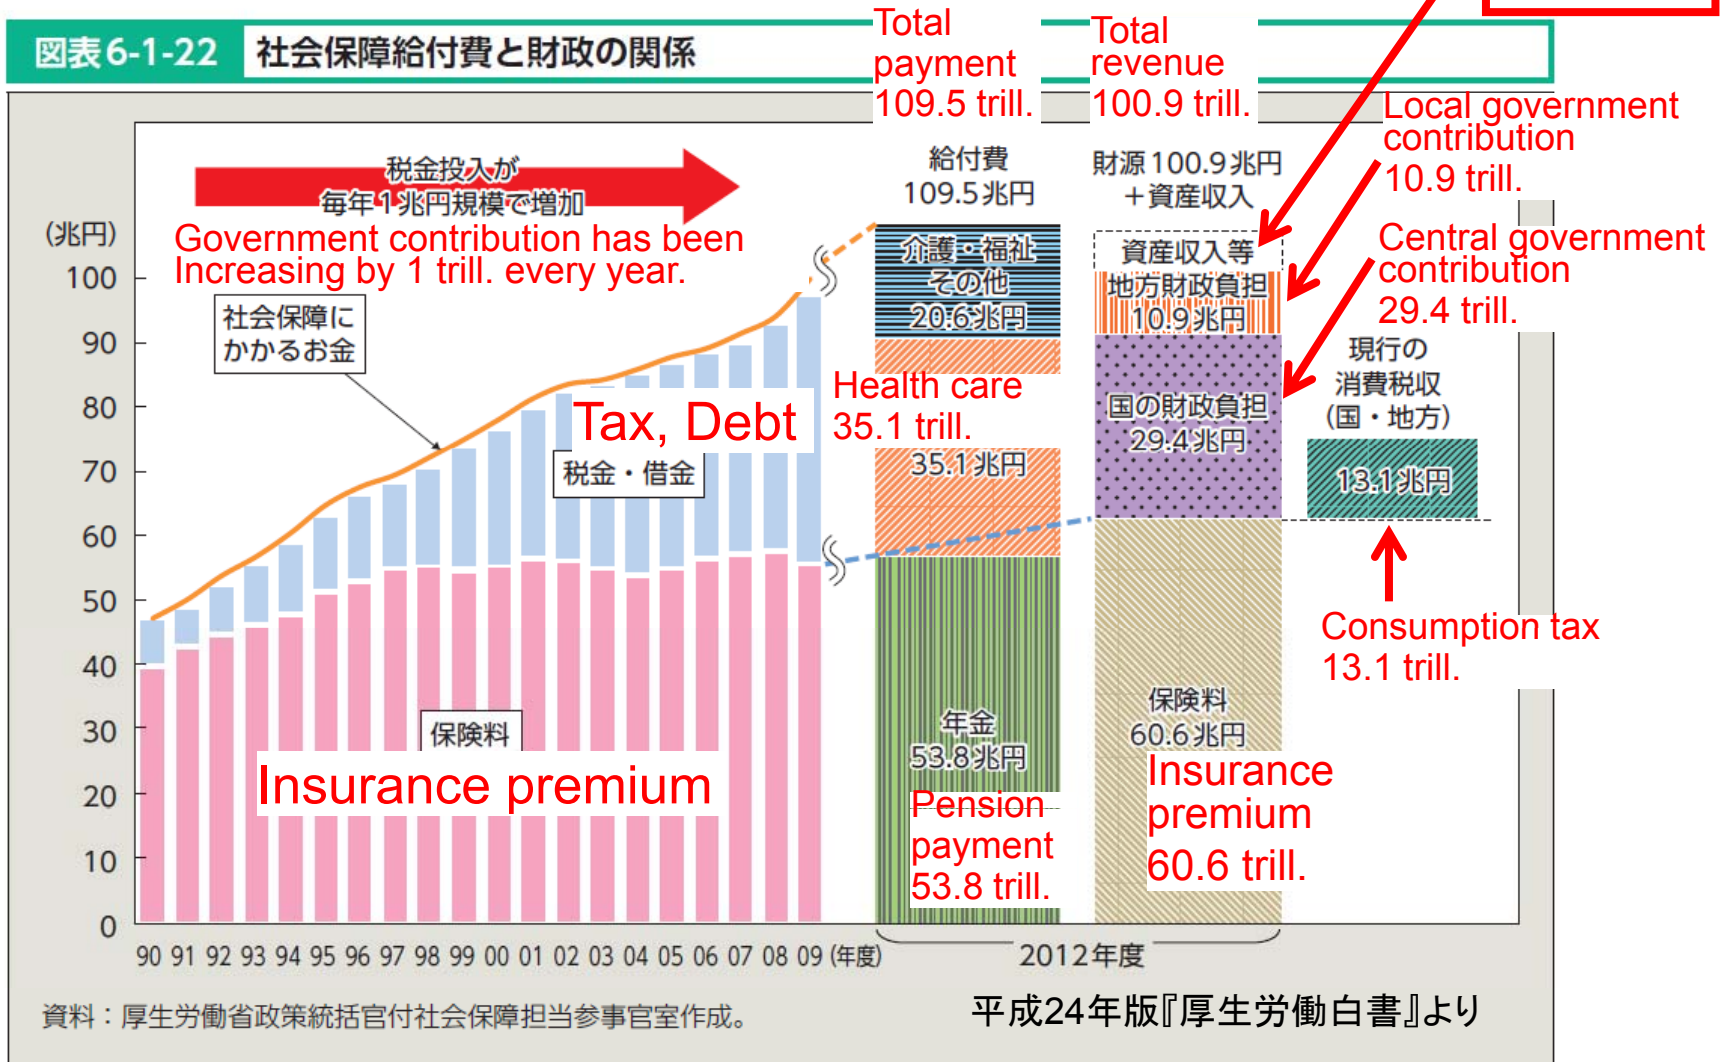 図表6-1-22 社会保障給付費と財政の関係
Total
payment
109.5 trill.
Total
revenue
100.9 trill.
Local government
contribution
10.9 trill.
Central government
contribution
29.4 trill.
税金投入が
毎年1兆円規模で増加
Government contribution has been
Increasing by 1 trill. every year.
給付費
109.5兆円
財源100.9兆円
+資産収入
(兆円)
100
90
80
70
60
50
40
30
20
10
0
社会保障に
かかるお金
Tax, Debt
税金・借金
保険料
Insurance premium
介護・福祉
その他
20.6兆円
Health care
35.1 trill.
35.1兆円
年金
53.8兆円
Pension
payment
53.8 trill.
資産収入等
地方財政負担
10.9兆円
国の財政負担
29.4兆円
保険料
60.6兆円
Insurance
premium
60.6 trill.
現行の
消費税収
(国・地方)
13.1兆円
Consumption tax
13.1 trill.
90 91 92 93 94 95 96 97 98 99 00 01 02 03 04 05 06 07 08 09 (年度)
2012年度
資料:厚生労働省政策統括官付社会保障担当参事官室作成。
平成24年版『厚生労働白書』より